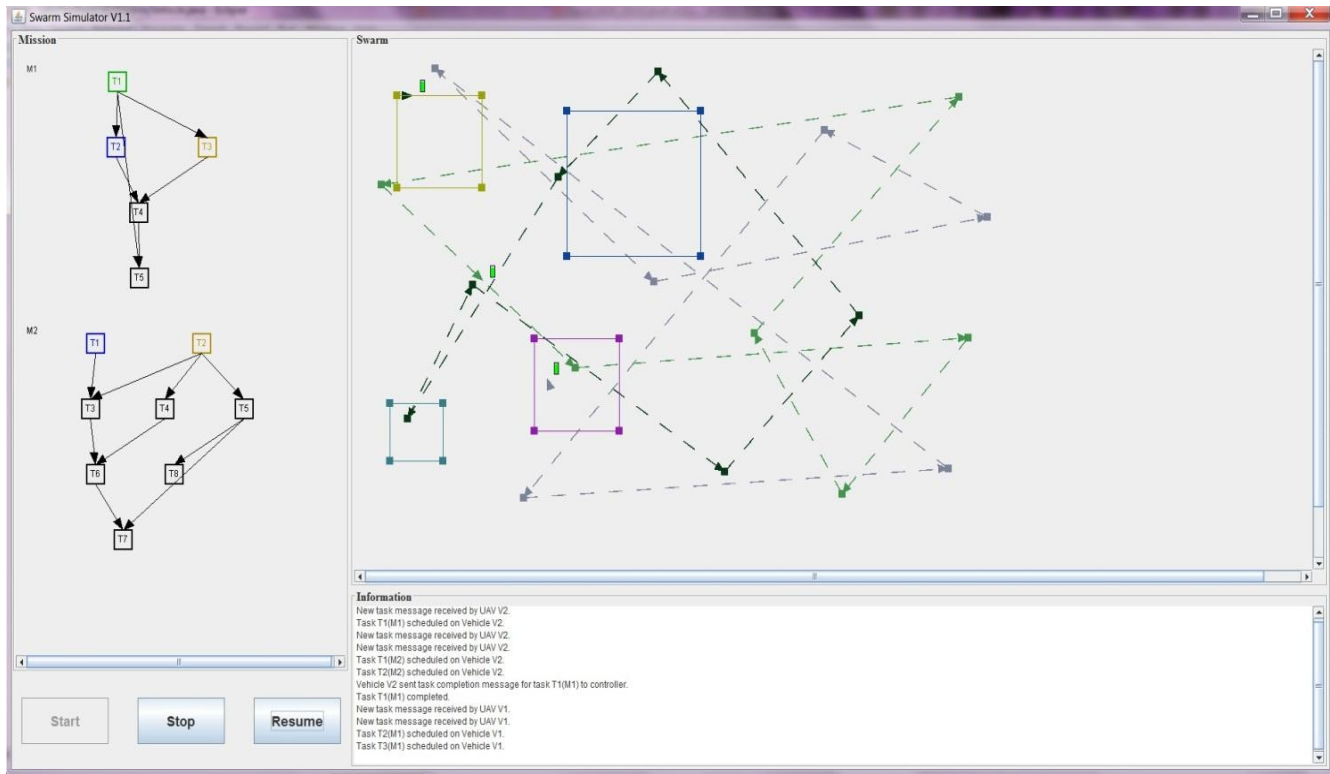 Swarm Simulator V1.1
Mission
M1
T1
T2
T3
T4
T5
M2
T1
T2
T3
T4
T5
T6
T8
T7
Start
Stop
Resume
Swarm
Information
New task message received by UAV V2.
Task T1(M1) scheduled on Vehicle V2.
New task message received by UAV V2.
New task message received by UAV V2.
Task T1(M2) scheduled on Vehicle V2.
Task T2(M2) scheduled on Vehicle V2.
Vehicle V2 sent task completion message for task T1(M1) to controller.
Task T1(M1) completed.
New task message received by UAV V1.
New task message received by UAV V1.
Task T2(M1) scheduled on Vehicle V1.
Task T3(M1) scheduled on Vehicle V1.